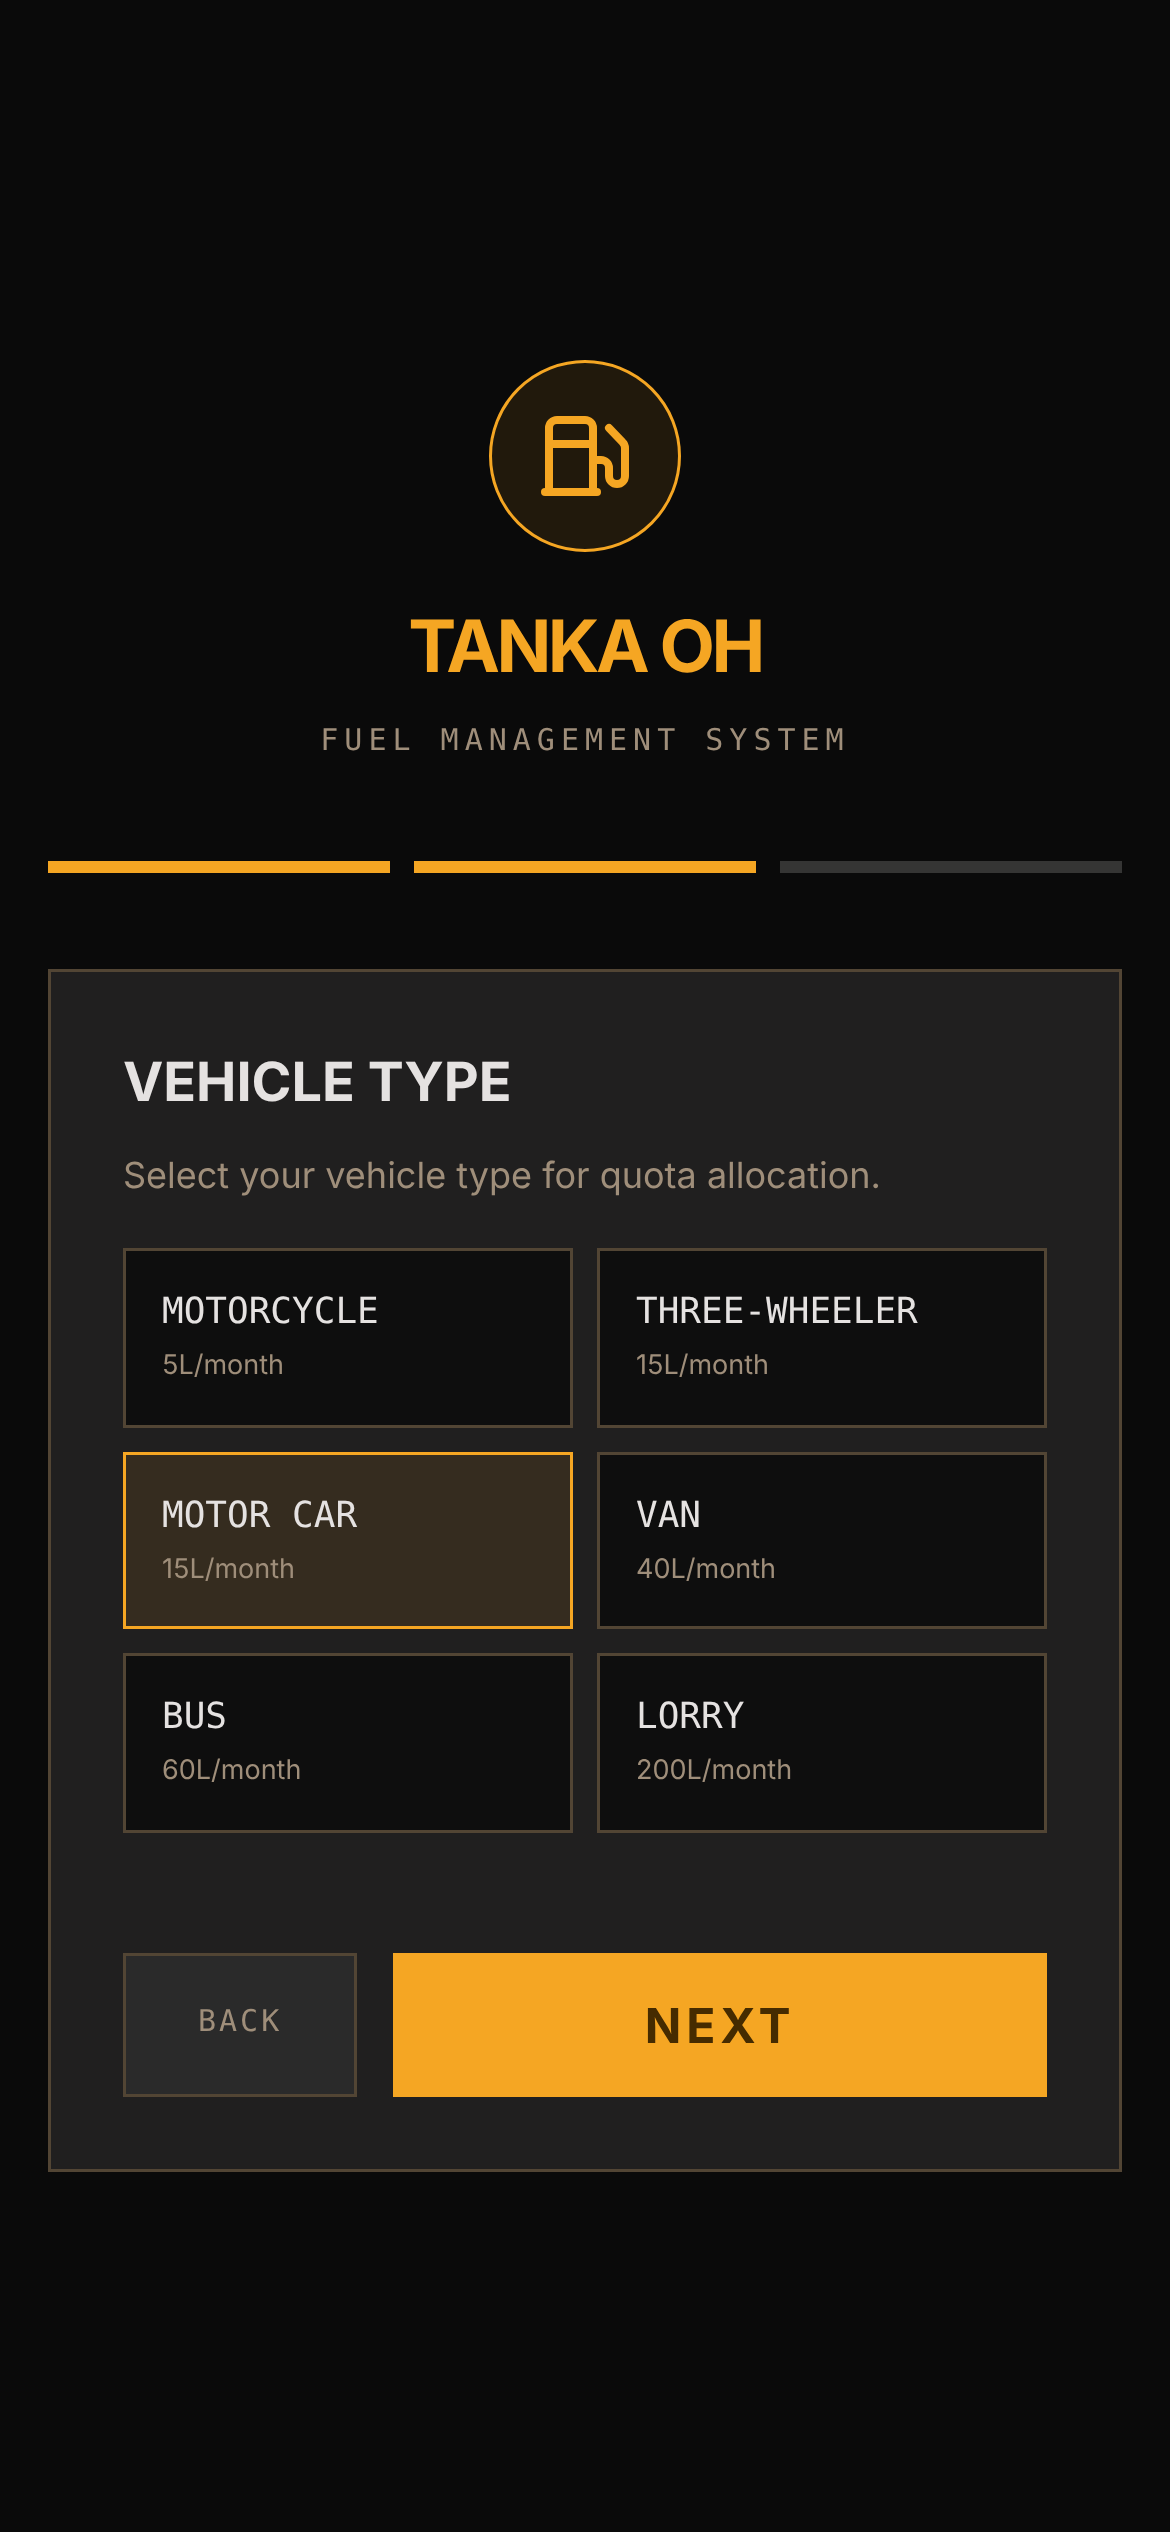 TANKA OH
FUEL MANAGEMENT SYSTEM
VEHICLE TYPE
Select your vehicle type for quota allocation.
MOTORCYCLE
5L/month
THREE-WHEELER
15L/month
MOTOR CAR
15L/month
VAN
40L/month
BUS
60L/month
LORRY
200L/month
BACK
NEXT